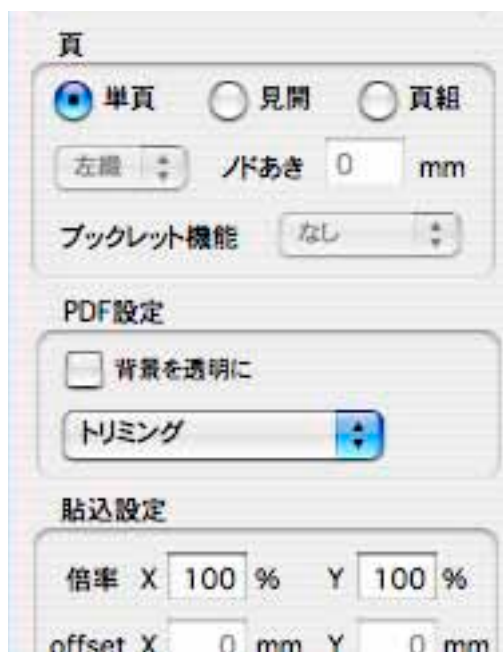 頁
単頁 見開 頁組
左綴 ノドあき 0 mm
ブックレット機能 なし
PDF設定
背景を透明に
トリミング
貼込設定
倍率 X 100 % Y 100 %
offset X 0 mm Y 0 mm